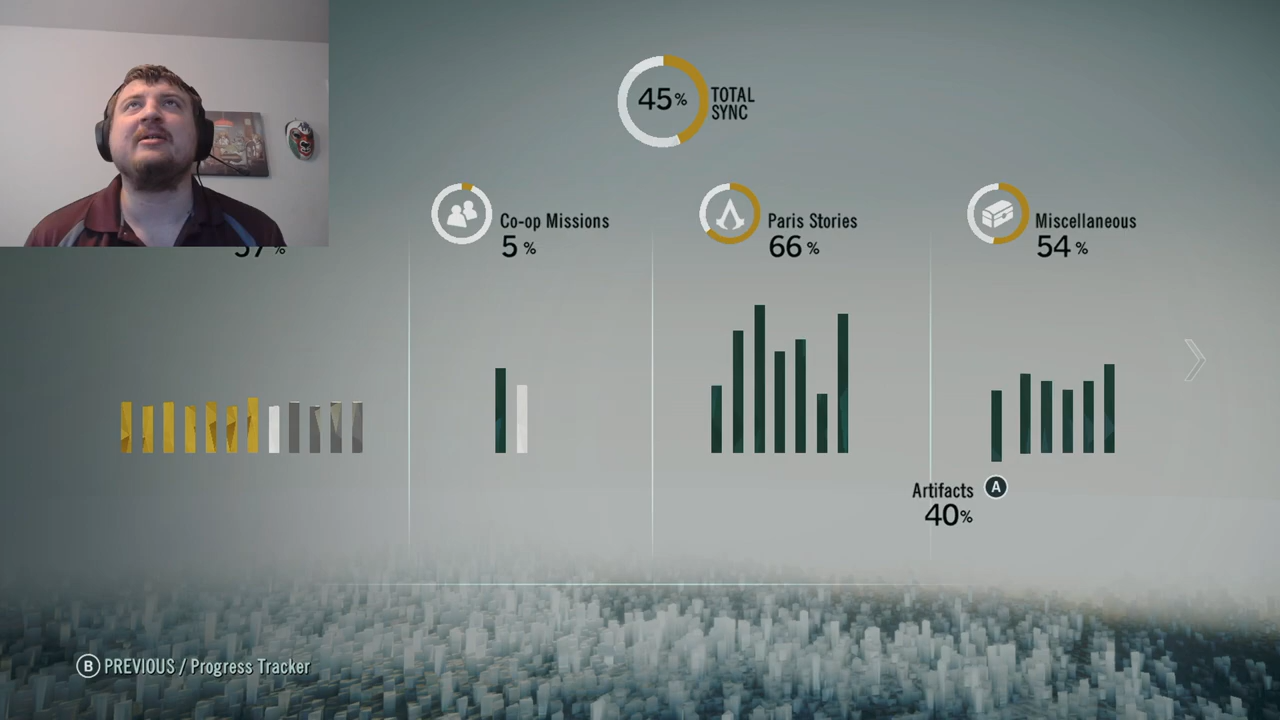 45%
TOTAL
SYNC
Co-op Missions
5 %
Paris Stories
66 %
Miscellaneous
54 %
Artifacts A
40%
B PREVIOUS / Progress Tracker